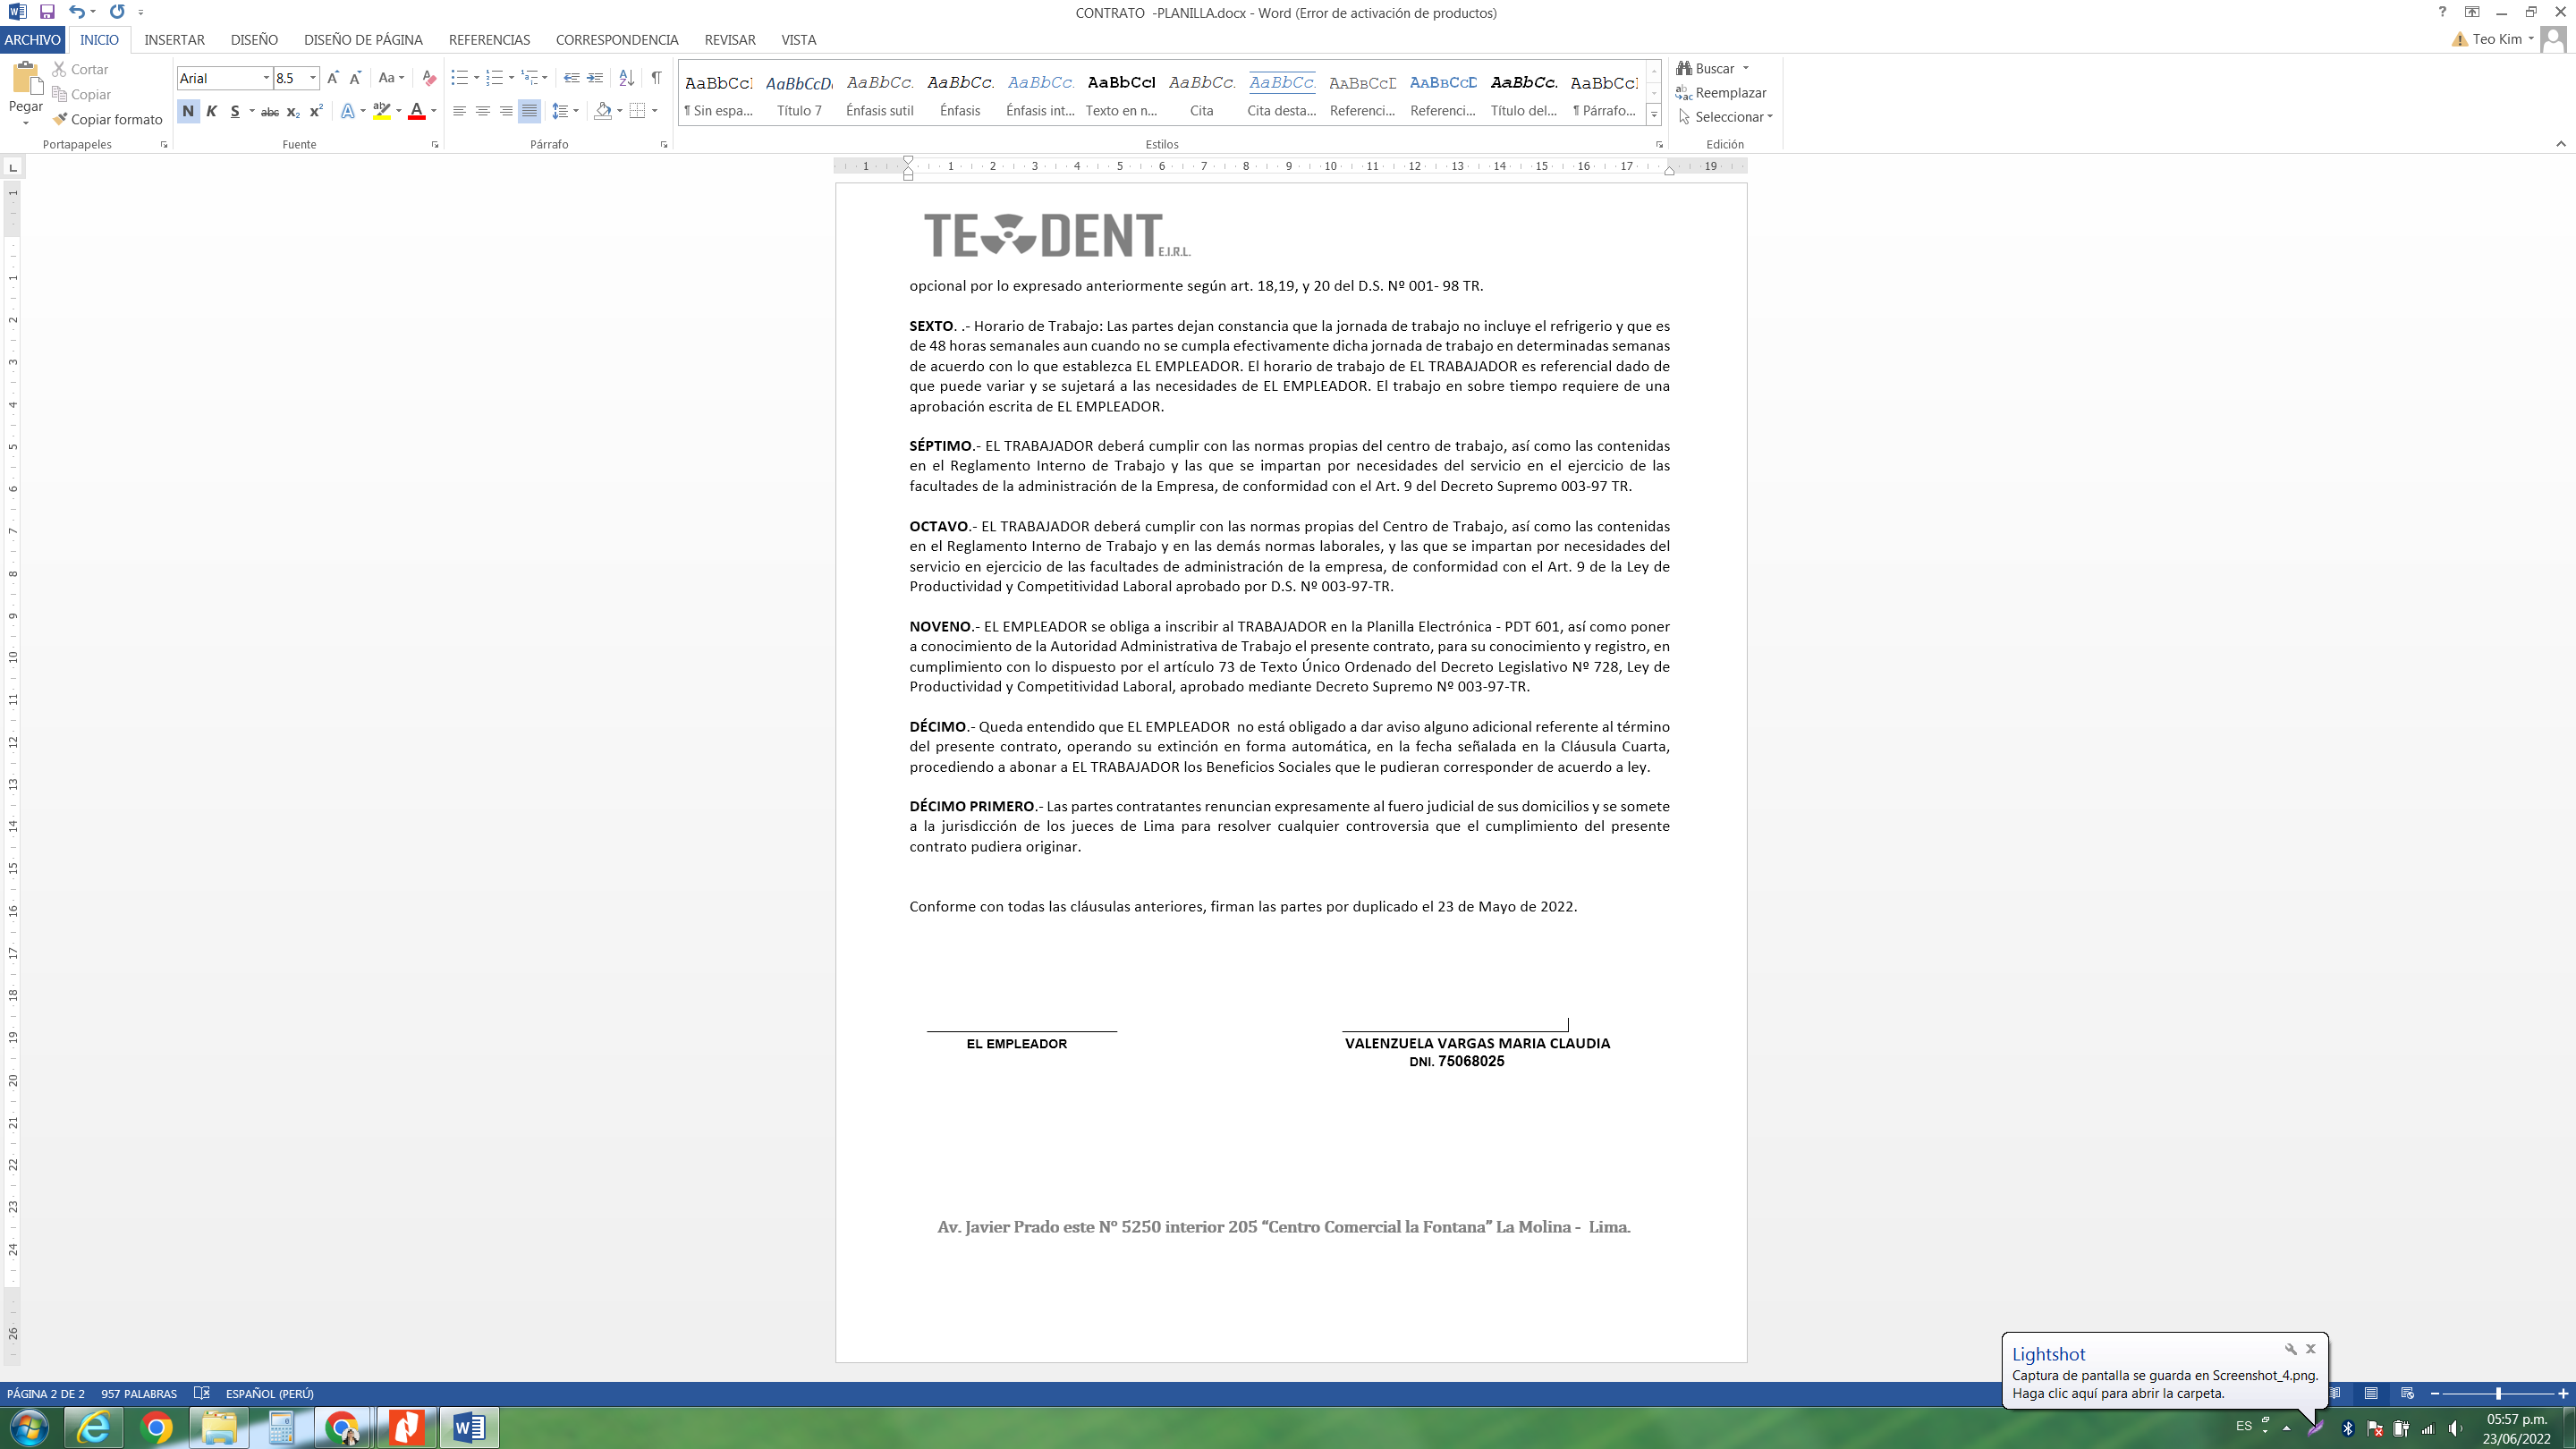 CONTRATO -PLANILLA.docx - Word (Error de activación de productos)
ARCHIVO INICIO INSERTAR DISEÑO DISEÑO DE PÁGINA REFERENCIAS CORRESPONDENCIA REVISAR VISTA Teo Kim
Pegar
Cortar
Copiar
Copiar formato
Portapapeles
Arial 8.5
Fuente
Párrafo
AaBbCcI AaBbCcDi AaBbCc. AaBbCc. AaBbCc. AaBbCcI AaBbCc. AaBbCc. AaBbCcD AaBbCcD AaBbCc. AaBbCcI
¶ Sin espa... Título 7 Énfasis sutil Énfasis Énfasis int... Texto en n... Cita Cita desta... Referenci... Referenci... Título del... ¶ Párrafo...
Estilos
Buscar
Reemplazar
Seleccionar
Edición
1 1 2 3 4 5 6 7 8 9 10 11 12 13 14 15 16 17 19
TEODENT E.I.R.L.
opcional por lo expresado anteriormente según art. 18,19, y 20 del D.S. Nº 001- 98 TR.
SEXTO. .- Horario de Trabajo: Las partes dejan constancia que la jornada de trabajo no incluye el refrigerio y que es
de 48 horas semanales aun cuando no se cumpla efectivamente dicha jornada de trabajo en determinadas semanas
de acuerdo con lo que establezca EL EMPLEADOR. El horario de trabajo de EL TRABAJADOR es referencial dado de
que puede variar y se sujetará a las necesidades de EL EMPLEADOR. El trabajo en sobre tiempo requiere de una
aprobación escrita de EL EMPLEADOR.
SÉPTIMO.- EL TRABAJADOR deberá cumplir con las normas propias del centro de trabajo, así como las contenidas
en el Reglamento Interno de Trabajo y las que se impartan por necesidades del servicio en el ejercicio de las
facultades de la administración de la Empresa, de conformidad con el Art. 9 del Decreto Supremo 003-97 TR.
OCTAVO.- EL TRABAJADOR deberá cumplir con las normas propias del Centro de Trabajo, así como las contenidas
en el Reglamento Interno de Trabajo y en las demás normas laborales, y las que se impartan por necesidades del
servicio en ejercicio de las facultades de administración de la empresa, de conformidad con el Art. 9 de la Ley de
Productividad y Competitividad Laboral aprobado por D.S. Nº 003-97-TR.
NOVENO.- EL EMPLEADOR se obliga a inscribir al TRABAJADOR en la Planilla Electrónica - PDT 601, así como poner
a conocimiento de la Autoridad Administrativa de Trabajo el presente contrato, para su conocimiento y registro, en
cumplimiento con lo dispuesto por el artículo 73 de Texto Único Ordenado del Decreto Legislativo Nº 728, Ley de
Productividad y Competitividad Laboral, aprobado mediante Decreto Supremo Nº 003-97-TR.
DÉCIMO.- Queda entendido que EL EMPLEADOR no está obligado a dar aviso alguno adicional referente al término
del presente contrato, operando su extinción en forma automática, en la fecha señalada en la Cláusula Cuarta,
procediendo a abonar a EL TRABAJADOR los Beneficios Sociales que le pudieran corresponder de acuerdo a ley.
DÉCIMO PRIMERO.- Las partes contratantes renuncian expresamente al fuero judicial de sus domicilios y se somete
a la jurisdicción de los jueces de Lima para resolver cualquier controversia que el cumplimiento del presente
contrato pudiera originar.
Conforme con todas las cláusulas anteriores, firman las partes por duplicado el 23 de Mayo de 2022.
EL EMPLEADOR VALENZUELA VARGAS MARIA CLAUDIA
DNI. 75068025
Av. Javier Prado este Nº 5250 interior 205 “Centro Comercial la Fontana” La Molina - Lima.
Lightshot
Captura de pantalla se guarda en Screenshot_4.png.
Haga clic aquí para abrir la carpeta.
PÁGINA 2 DE 2 957 PALABRAS ESPAÑOL (PERÚ)
ES 05:57 p.m.
23/06/2022